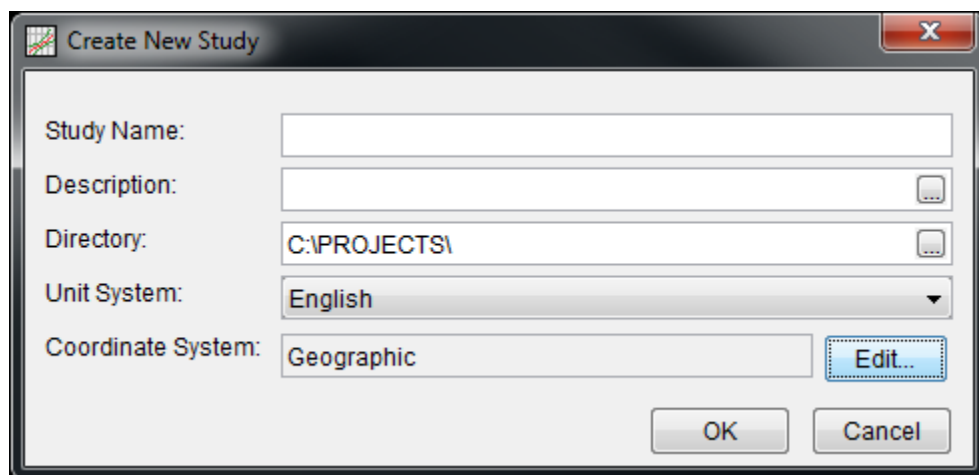 Create New Study
Study Name:
Description:
...
Directory:
C:\PROJECTS\
...
Unit System:
English
Coordinate System:
Geographic
Edit...
OK
Cancel